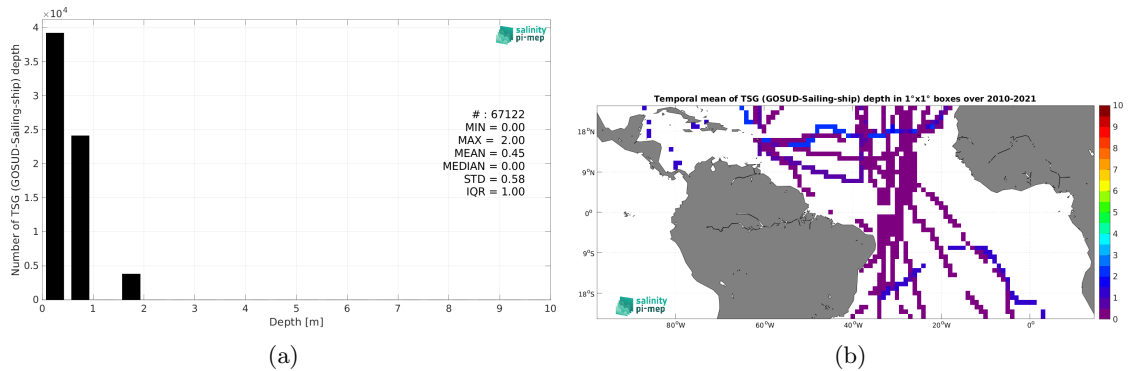 ×10⁴
4
3.5
3
2.5
2
1.5
1
0.5
0
Number of TSG (GOSUD-Sailing-ship) depth
0 1 2 3 4 5 6 7 8 9 10
Depth [m]
salinity
pi-mep
# : 67122
MIN = 0.00
MAX = 2.00
MEAN = 0.45
MEDIAN = 0.00
STD = 0.58
IQR = 1.00
(a)
Temporal mean of TSG (GOSUD-Sailing-ship) depth in 1°x1° boxes over 2010-2021
18°N
9°N
0°
9°S
18°S
80°W 60°W 40°W 20°W 0°
salinity
pi-mep
10
9
8
7
6
5
4
3
2
1
0
(b)